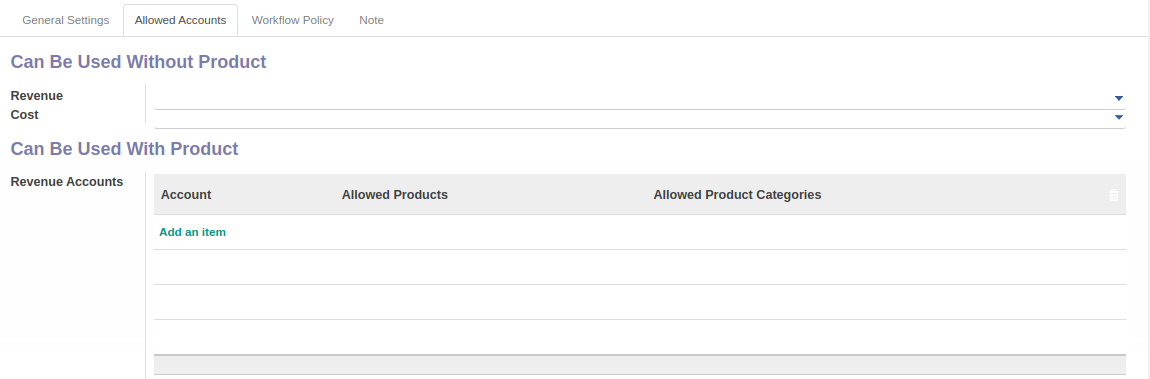 General Settings Allowed Accounts Workflow Policy Note
Can Be Used Without Product
Revenue
Cost
Can Be Used With Product
Revenue Accounts
Account Allowed Products Allowed Product Categories
Add an item